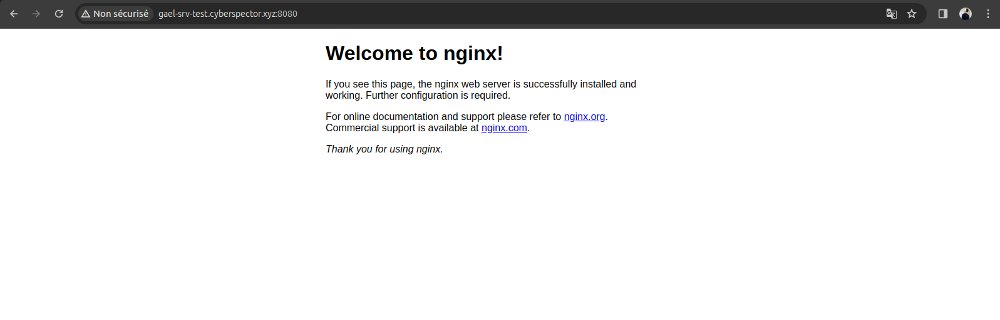 Non sécurisé gael-srv-test.cyberspector.xyz:8080
Welcome to nginx!
If you see this page, the nginx web server is successfully installed and
working. Further configuration is required.
For online documentation and support please refer to nginx.org.
Commercial support is available at nginx.com.
Thank you for using nginx.